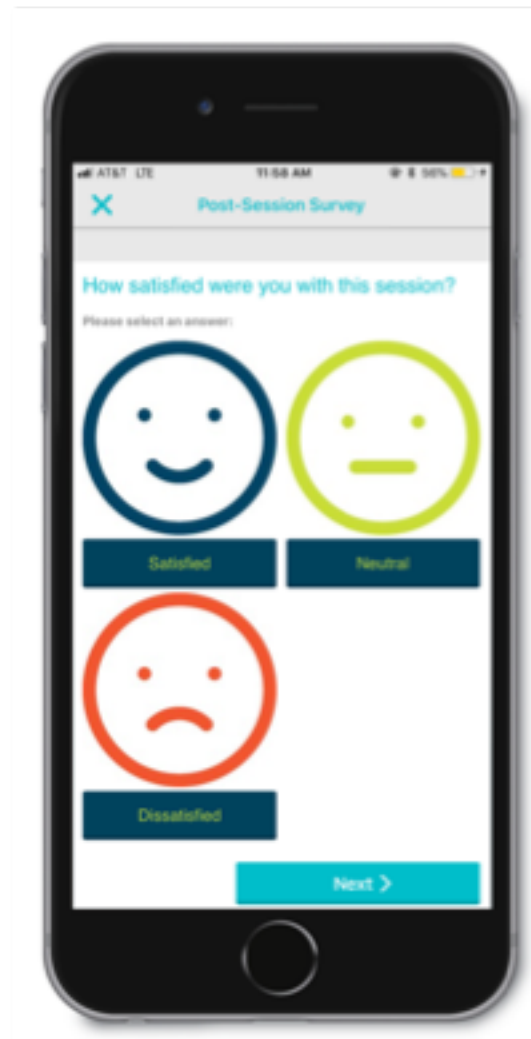 AT&T LTE 11:58 AM 56%
Post-Session Survey
How satisfied were you with this session?
Please select an answer:
Satisfied Neutral
Dissatisfied
Next